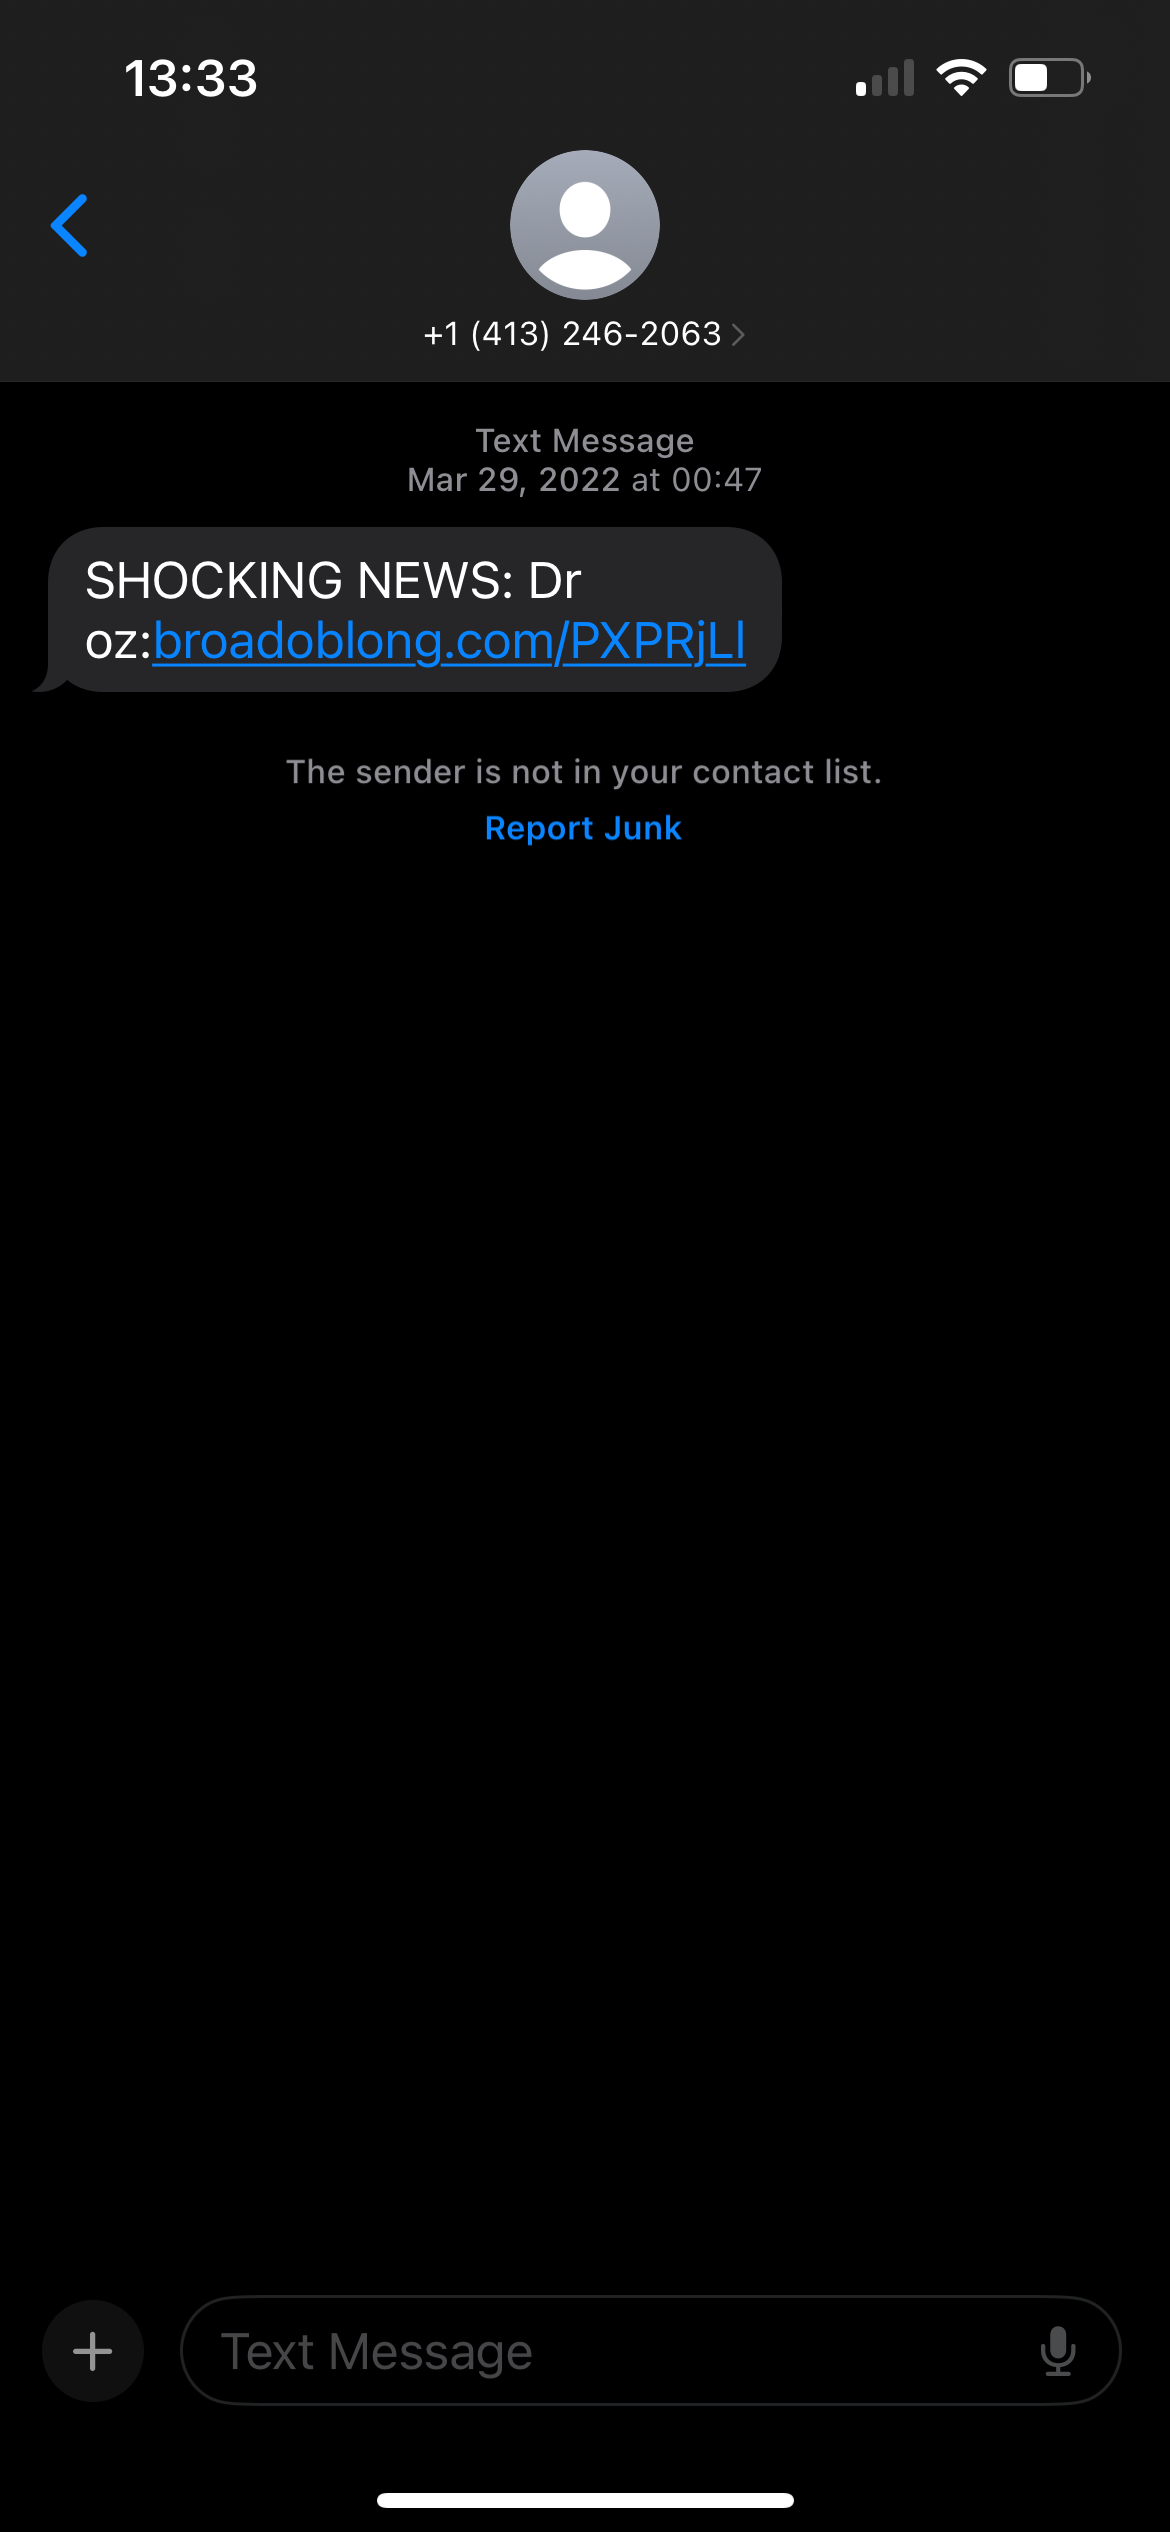 13:33
+1 (413) 246-2063
Text Message
Mar 29, 2022 at 00:47
SHOCKING NEWS: Dr
oz:broadoblong.com/PXPRjLl
The sender is not in your contact list.
Report Junk
Text Message